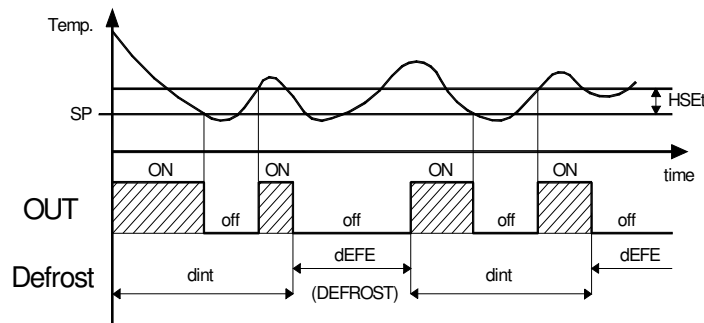 Temp.
HSEt
SP
time
ON ON ON ON
OUT
off off off off
dEFE dEFE
Defrost
dint (DEFROST) dint